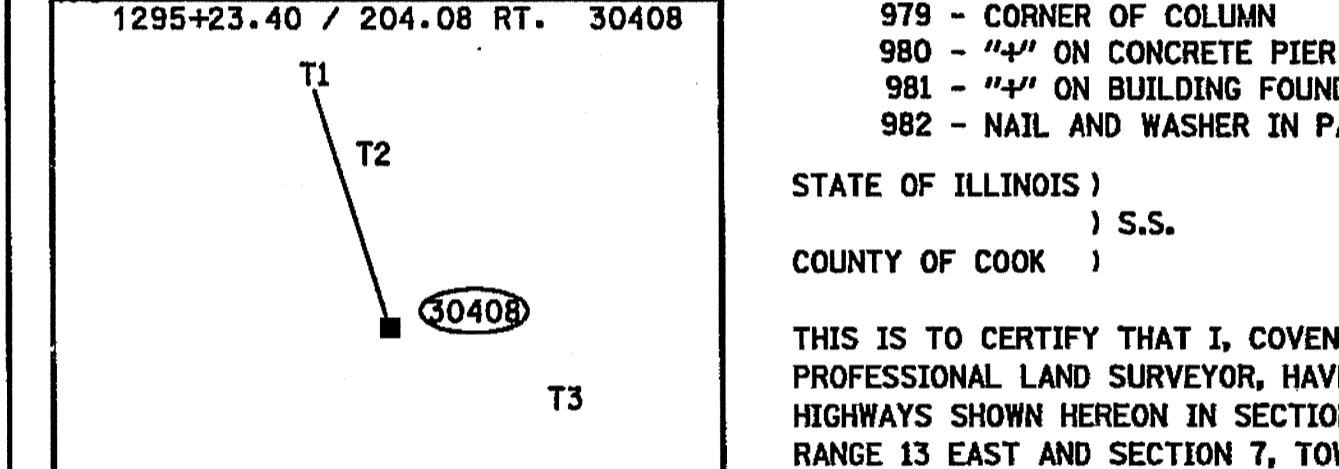 1295+23.40 / 204.08 RT. 30408
T1
T2
30408
T3
979 - CORNER OF COLUMN
980 - "+" ON CONCRETE PIER
981 - "+" ON BUILDING FOUND
982 - NAIL AND WASHER IN
STATE OF ILLINOIS )
) S.S.
COUNTY OF COOK )
THIS IS TO CERTIFY THAT I, COVEN
PROFESSIONAL LAND SURVEYOR, HAV
HIGHWAYS SHOWN HEREON IN SECTIO
RANGE 13 EAST AND SECTION 7, TO